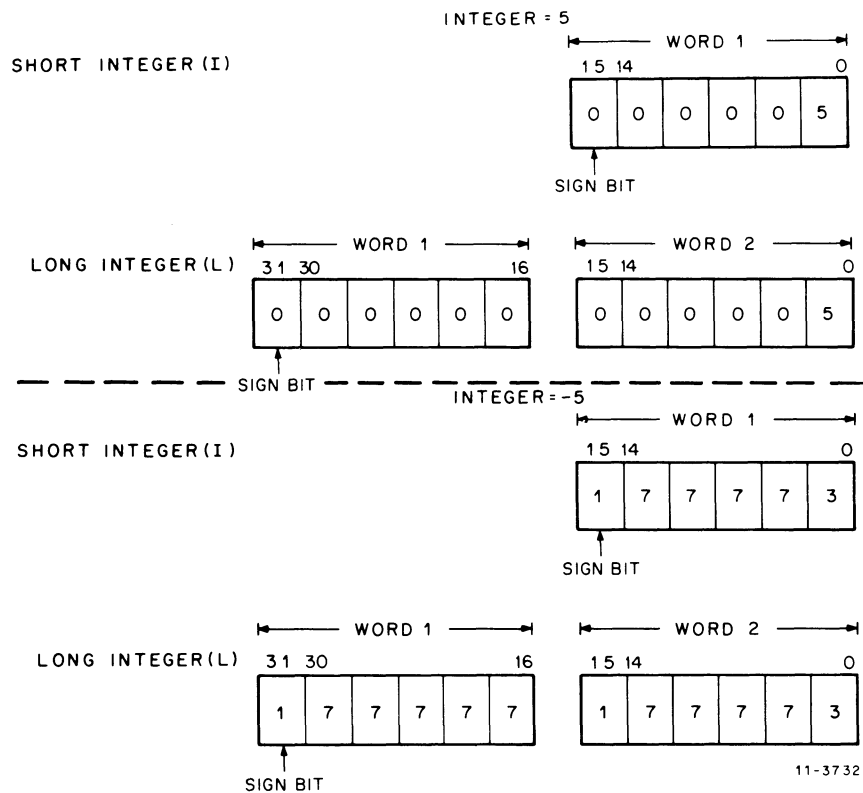 INTEGER = 5
WORD 1
SHORT INTEGER (I)
15 14 0
0 0 0 0 0 5
SIGN BIT
WORD 1 WORD 2
LONG INTEGER (L)
31 30 16 15 14 0
0 0 0 0 0 0 0 0 0 0 0 5
SIGN BIT
INTEGER = -5
WORD 1
SHORT INTEGER (I)
15 14 0
1 7 7 7 7 3
SIGN BIT
WORD 1 WORD 2
LONG INTEGER (L)
31 30 16 15 14 0
1 7 7 7 7 7 1 7 7 7 7 3
SIGN BIT
11-3732